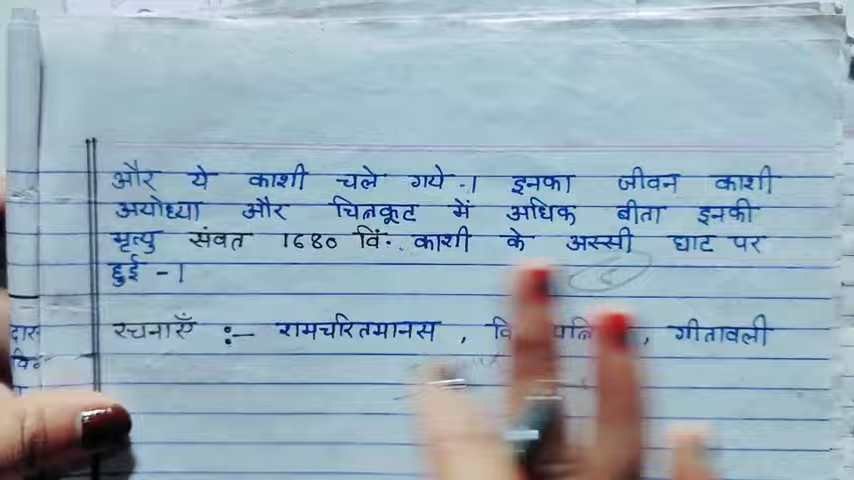 और ये काशी चले गये -। इनका जीवन काशी
अयोध्या और चित्रकूट में अधिक बीता इनकी
मृत्यु संवत 1680 विं. काशी के अस्सी घाट पर
हुई -।
रचनाएँ :- रामचरितमानस , , गीतावली